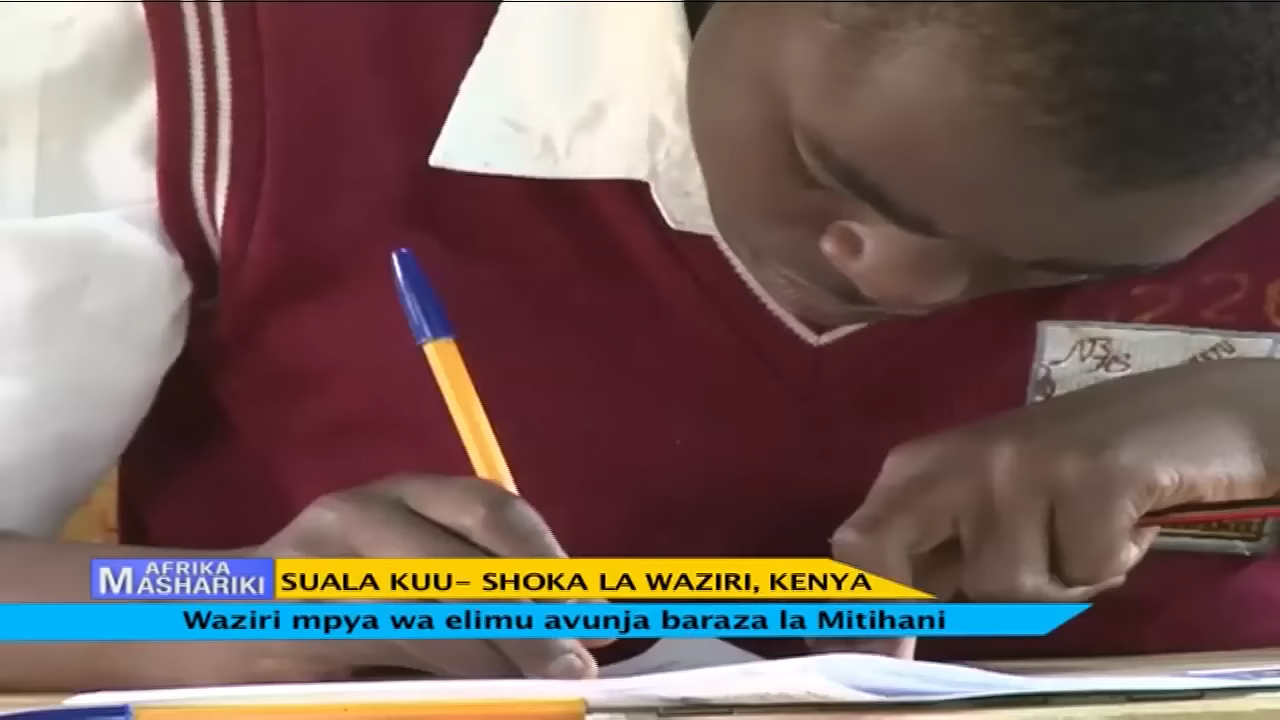 AFRIKA
MASHARIKI
SUALA KUU- SHOKA LA WAZIRI, KENYA
Waziri mpya wa elimu avunja baraza la Mitihani